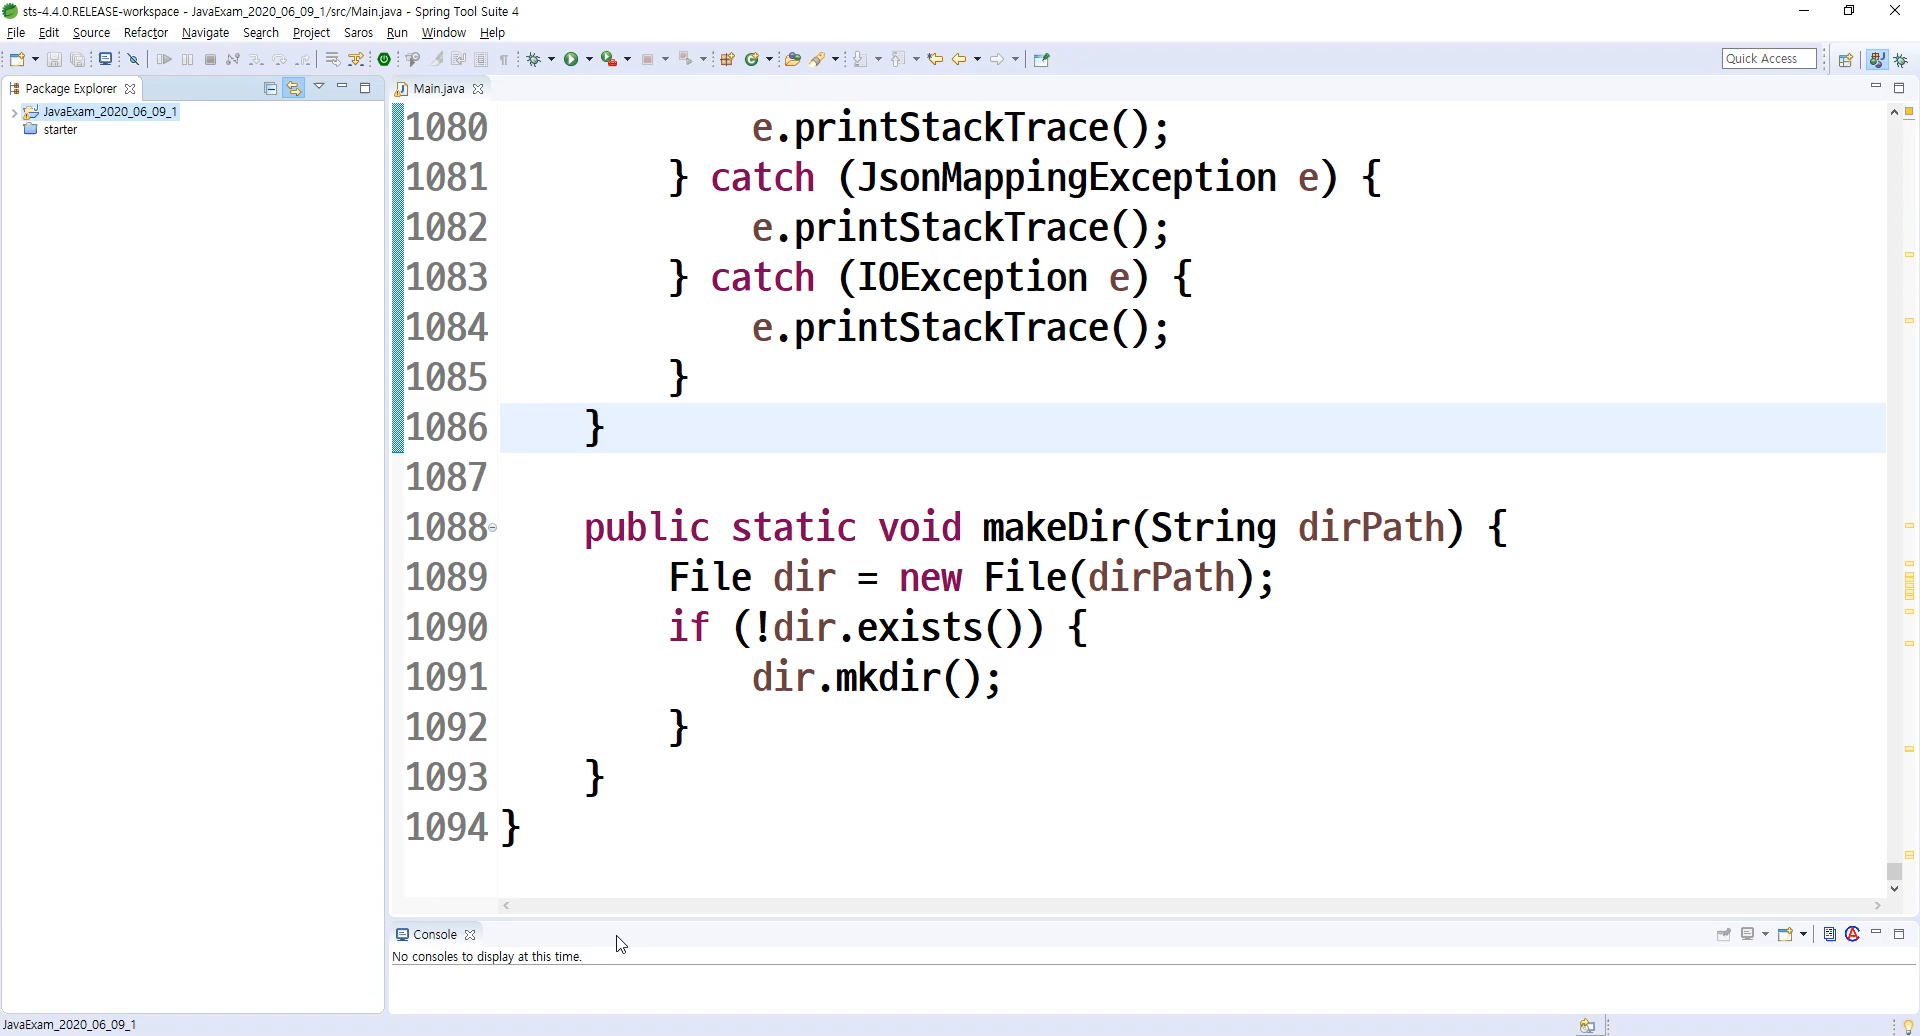 sts-4.4.0.RELEASE-workspace - JavaExam_2020_06_09_1/src/Main.java - Spring Tool Suite 4
File Edit Source Refactor Navigate Search Project Saros Run Window Help
Quick Access
Package Explorer
Main.java
JavaExam_2020_06_09_1
starter
1080 e.printStackTrace();
1081 } catch (JsonMappingException e) {
1082 e.printStackTrace();
1083 } catch (IOException e) {
1084 e.printStackTrace();
1085 }
1086 }
1087
1088 public static void makeDir(String dirPath) {
1089 File dir = new File(dirPath);
1090 if (!dir.exists()) {
1091 dir.mkdir();
1092 }
1093 }
1094 }
Console
No consoles to display at this time.
JavaExam_2020_06_09_1